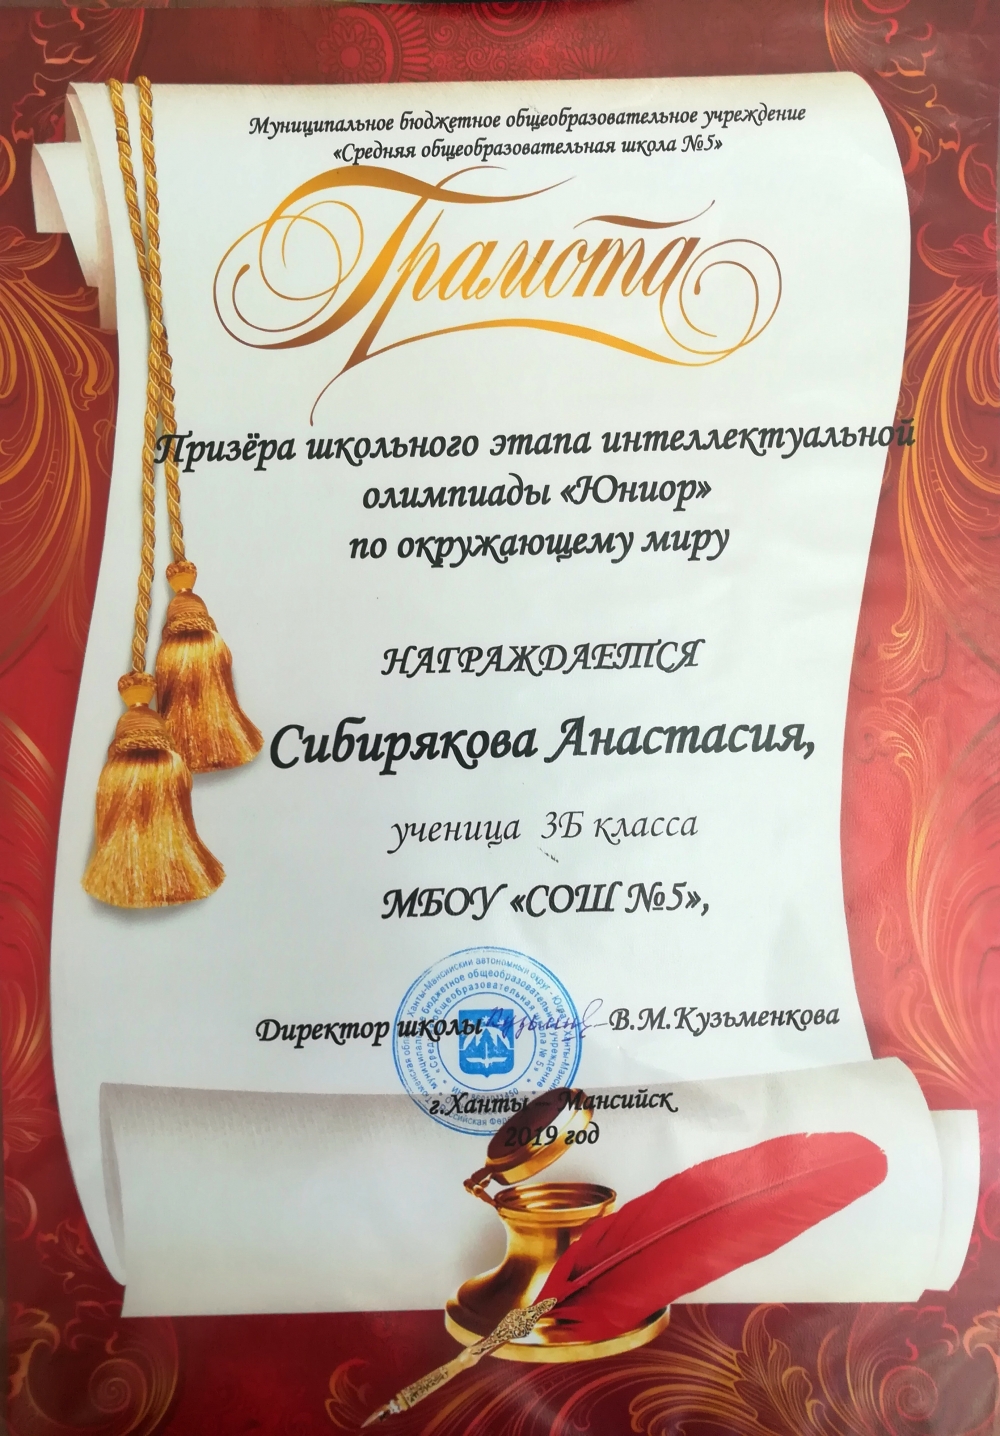 Муниципальное бюджетное общеобразовательное учреждение
«Средняя общеобразовательная школа №5»
Грамота
Призёра школьного этапа интеллектуальной
олимпиады «Юниор»
по окружающему миру
НАГРАЖДАЕТСЯ
Сибирякова Анастасия,
ученица 3Б класса
МБОУ «СОШ №5»,
Директор школы В.М.Кузьменкова
г.Ханты – Мансийск
2019 год